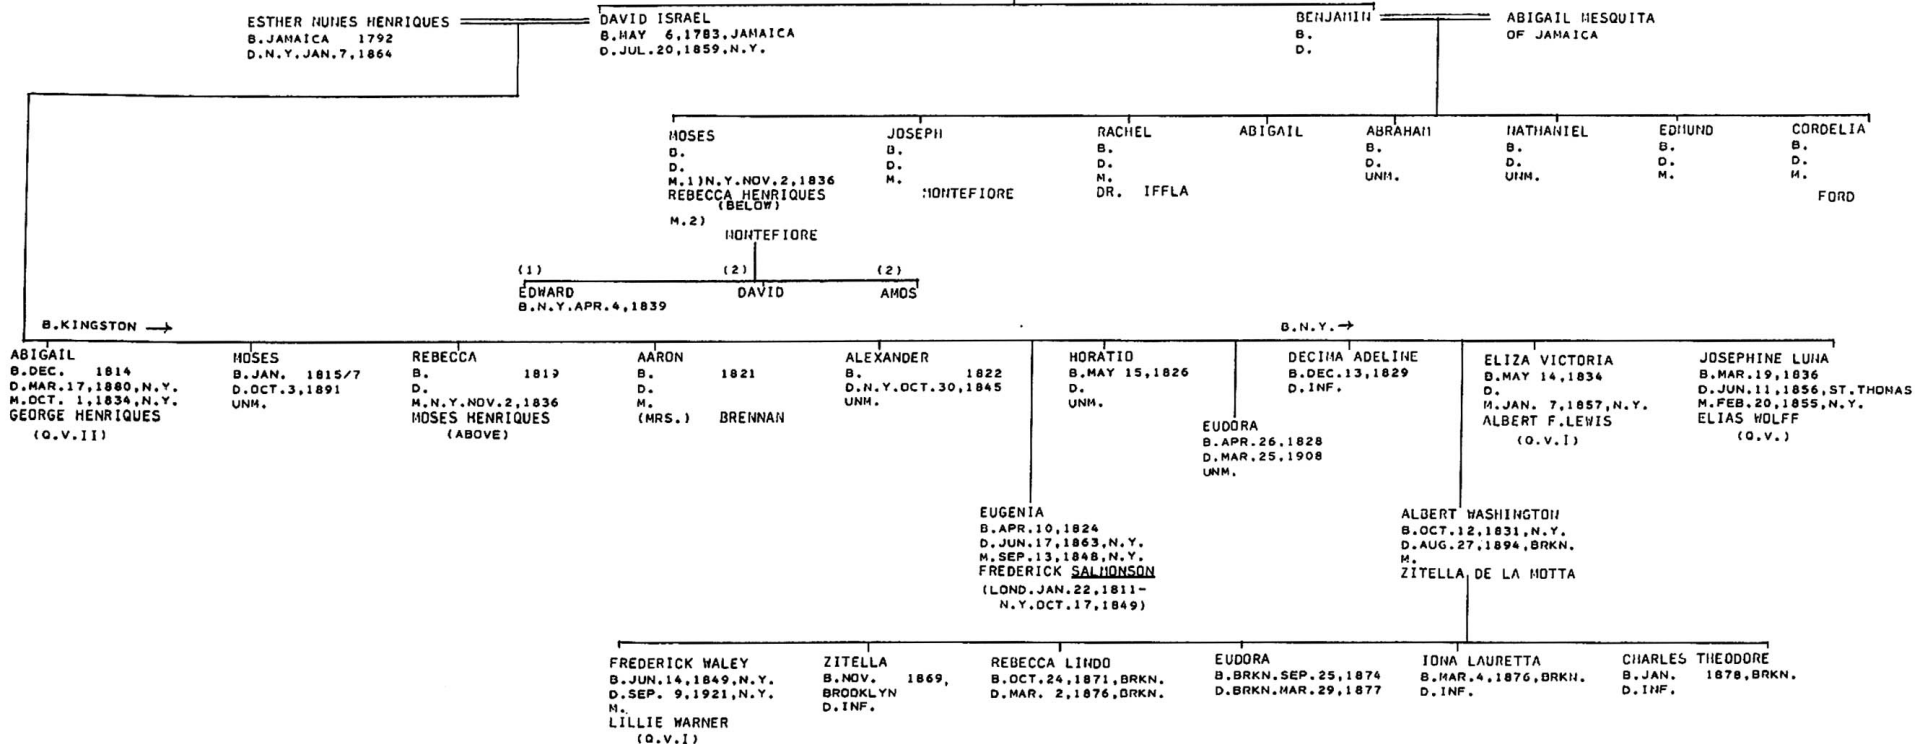 ESTHER NUNES HENRIQUES
B.JAMAICA 1792
D.N.Y.JAN.7,1864
DAVID ISRAEL
B.MAY 6,1783,JAMAICA
D.JUL.20,1859,N.Y.
BENJAMIN
B.
D.
ABIGAIL MESQUITA
OF JAMAICA
MOSES
B.
D.
M.1)N.Y.NOV.2,1836
REBECCA HENRIQUES
(BELOW)
M.2)
MONTEFIORE
JOSEPH
B.
D.
M.
MONTEFIORE
RACHEL
B.
D.
M.
DR. IFFLA
ABIGAIL
ABRAHAM
B.
D.
UNM.
NATHANIEL
B.
D.
UNM.
EDMUND
B.
D.
M.
CORDELIA
B.
D.
M.
FORD
(1)
EDWARD
B.N.Y.APR.4,1839
(2)
DAVID
(2)
AMOS
B.KINGSTON →
B.N.Y.→
ABIGAIL
B.DEC. 1814
D.MAR.17,1880,N.Y.
M.OCT. 1,1834,N.Y.
GEORGE HENRIQUES
(Q.V.II)
MOSES
B.JAN. 1815/7
D.OCT.3,1891
UNM.
REBECCA
B. 1819
D.
M.N.Y.NOV.2,1836
MOSES HENRIQUES
(ABOVE)
AARON
B. 1821
D.
M.
(MRS.) BRENNAN
ALEXANDER
B. 1822
D.N.Y.OCT.30,1845
UNM.
HORATIO
B.MAY 15,1826
D.
UNM.
EUDORA
B.APR.26,1828
D.MAR.25,1908
UNM.
DECIMA ADELINE
B.DEC.13,1829
D.INF.
ELIZA VICTORIA
B.MAY 14,1834
D.
M.JAN. 7,1857,N.Y.
ALBERT F.LEWIS
(Q.V.I)
JOSEPHINE LUNA
B.MAR.19,1836
D.JUN.11,1856,ST.THOMAS
M.FEB.20,1855,N.Y.
ELIAS WOLFF
(Q.V.)
EUGENIA
B.APR.10,1824
D.JUN.17,1863,N.Y.
M.SEP.13,1848,N.Y.
FREDERICK SALMONSON
(LOND.JAN.22,1811-
N.Y.OCT.17,1849)
ALBERT WASHINGTON
B.OCT.12,1831,N.Y.
D.AUG.27,1894,BRKN.
M.
ZITELLA DE LA MOTTA
FREDERICK WALEY
B.JUN.14,1849,N.Y.
D.SEP. 9,1921,N.Y.
M.
LILLIE WARNER
(Q.V.I)
ZITELLA
B.NOV. 1869,
BROOKLYN
D.INF.
REBECCA LINDO
B.OCT.24,1871,BRKN.
D.MAR. 2,1876,BRKN.
EUDORA
B.BRKN.SEP.25,1874
D.BRKN.MAR.29,1877
IONA LAURETTA
B.MAR.4,1876,BRKN.
D.INF.
CHARLES THEODORE
B.JAN. 1878,BRKN.
D.INF.